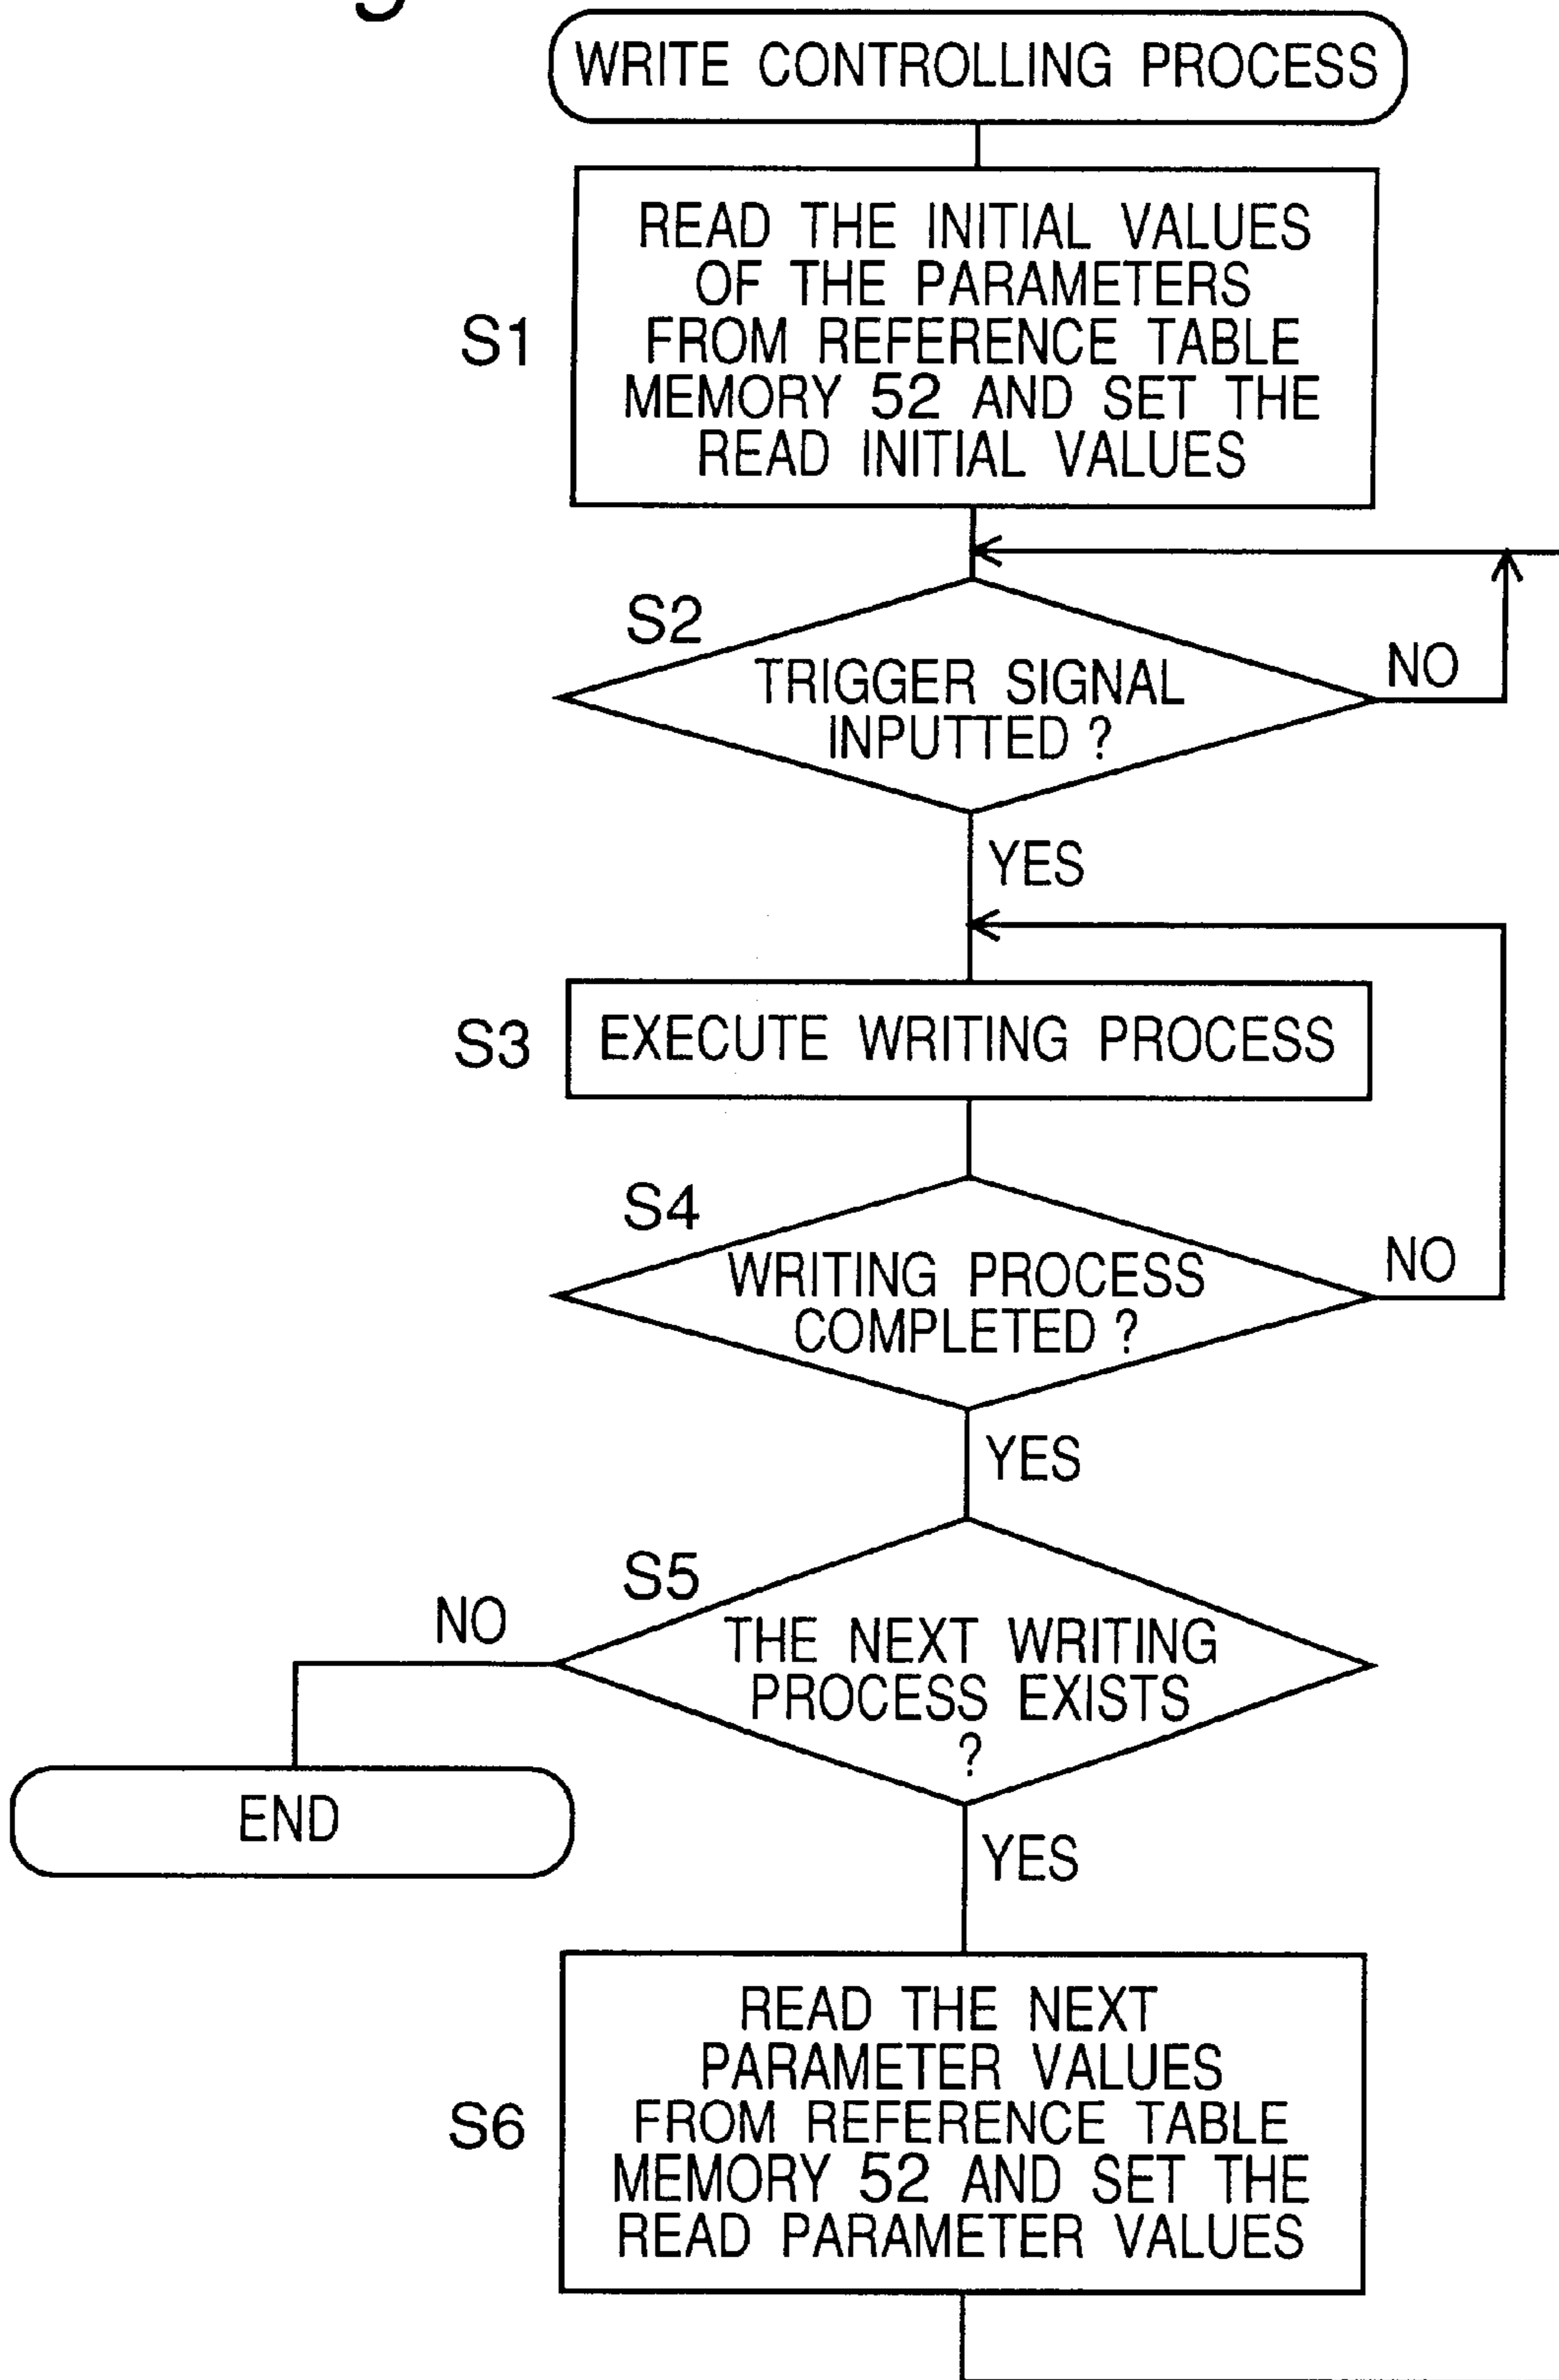 WRITE CONTROLLING PROCESS
S1
READ THE INITIAL VALUES
OF THE PARAMETERS
FROM REFERENCE TABLE
MEMORY 52 AND SET THE
READ INITIAL VALUES
S2
TRIGGER SIGNAL
INPUTTED ?
NO
YES
S3
EXECUTE WRITING PROCESS
S4
WRITING PROCESS
COMPLETED ?
NO
YES
S5
THE NEXT WRITING
PROCESS EXISTS
?
NO
END
YES
S6
READ THE NEXT
PARAMETER VALUES
FROM REFERENCE TABLE
MEMORY 52 AND SET THE
READ PARAMETER VALUES